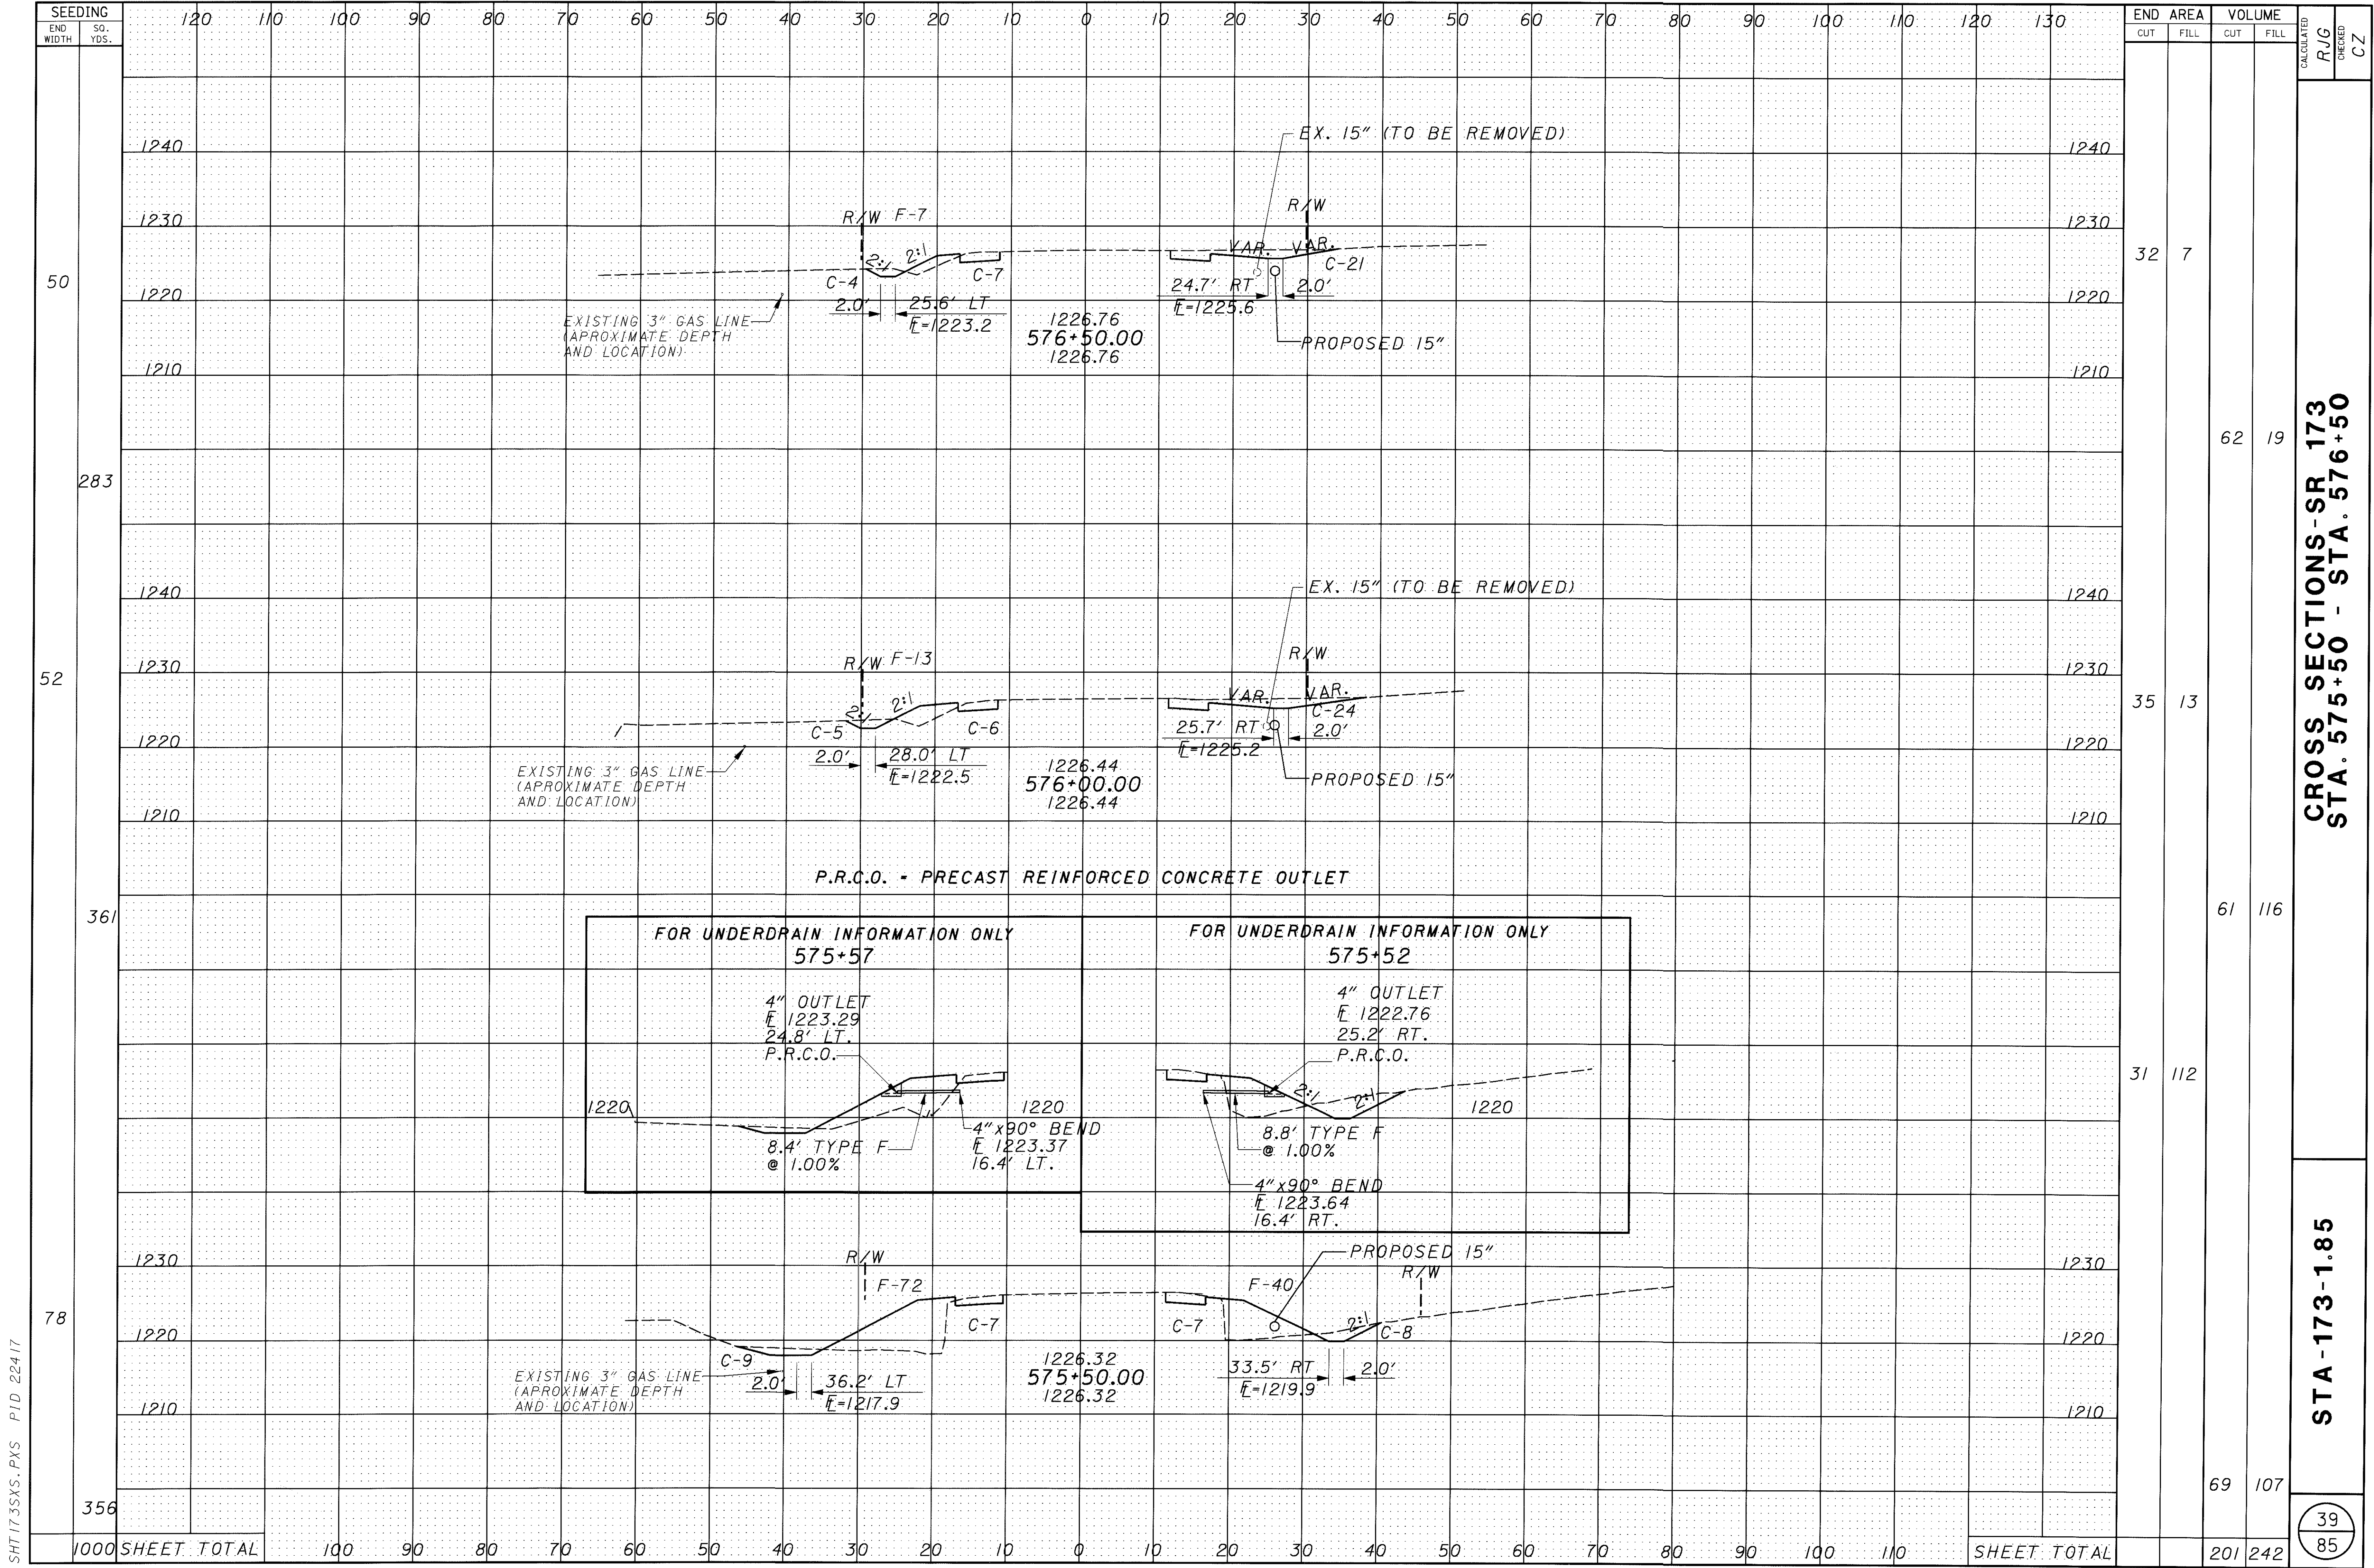 SEEDING
END WIDTH
SQ. YDS.
120 110 100 90 80 70 60 50 40 30 20 10 0 10 20 30 40 50 60 70 80 90 100 110 120 130
END AREA VOLUME
CUT FILL CUT FILL
CALCULATED
RJG
CHECKED
CZ
EX. 15" (TO BE REMOVED)
1240 1240
R/W F-7
R/W
1230 1230
2:1 2:1
VAR. VAR.
C-4 C-7
C-21
50
32 7
24.7' RT 2.0'
℄=1225.6
1220 1220
2.0' 25.6' LT
℄=1223.2
EXISTING 3" GAS LINE
(APROXIMATE DEPTH
AND LOCATION)
1226.76
576+50.00
1226.76
PROPOSED 15"
1210 1210
62 19
283
EX. 15" (TO BE REMOVED)
1240 1240
R/W F-13
R/W
1230 1230
52
2:1 2:1
VAR. VAR.
C-24
35 13
C-5 C-6
25.7' RT 2.0'
℄=1225.2
1220 1220
2.0' 28.0' LT
℄=1222.5
EXISTING 3" GAS LINE
(APROXIMATE DEPTH
AND LOCATION)
1226.44
576+00.00
1226.44
PROPOSED 15"
1210 1210
P.R.C.O. - PRECAST REINFORCED CONCRETE OUTLET
361
61 116
FOR UNDERDRAIN INFORMATION ONLY
575+57
4" OUTLET
℄ 1223.29
24.8' LT.
P.R.C.O.
1220 1220
4"x90° BEND
℄ 1223.37
16.4' LT.
8.4' TYPE F
@ 1.00%
FOR UNDERDRAIN INFORMATION ONLY
575+52
4" OUTLET
℄ 1222.76
25.2' RT.
P.R.C.O.
2:1 2:1
1220
8.8' TYPE F
@ 1.00%
4"x90° BEND
℄ 1223.64
16.4' RT.
31 112
R/W
PROPOSED 15"
R/W
1230 1230
F-72 F-40
78
C-7 C-7 2:1 C-8
1220 1220
C-9
33.5' RT 2.0'
℄=1219.9
2.0' 36.2' LT
℄=1217.9
EXISTING 3" GAS LINE
(APROXIMATE DEPTH
AND LOCATION)
1226.32
575+50.00
1226.32
1210 1210
69 107
356
1000 SHEET TOTAL
100 90 80 70 60 50 40 30 20 10 0 10 20 30 40 50 60 70 80 90 100 110
SHEET TOTAL
201 242
CROSS SECTIONS-SR 173
STA. 575+50 - STA. 576+50
STA-173-1.85
39
85
SHT173SXS.PXS PID 22417